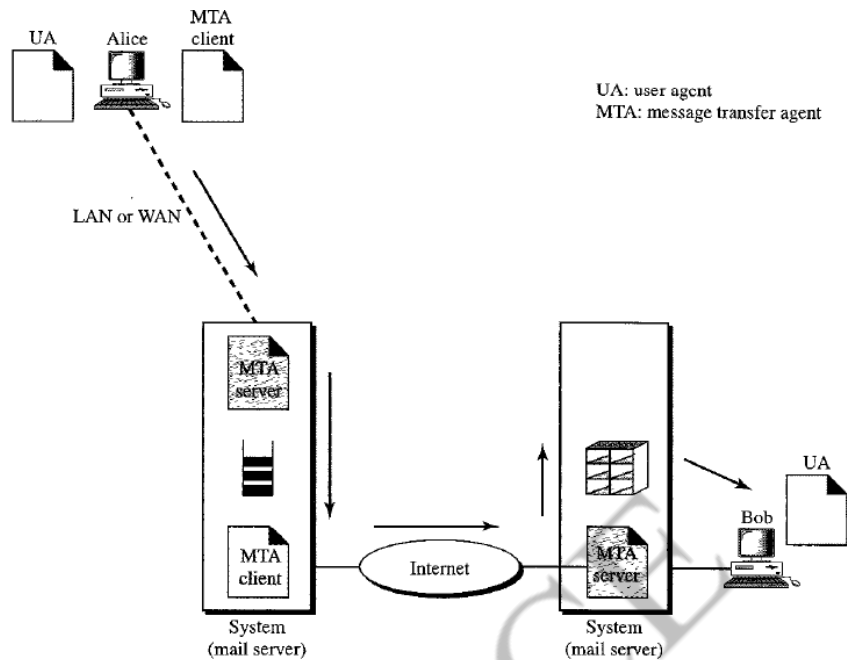 UA
Alice
MTA
client
UA: user agent
MTA: message transfer agent
LAN or WAN
MTA
server
MTA
client
System
(mail server)
Internet
MTA
server
System
(mail server)
UA
Bob